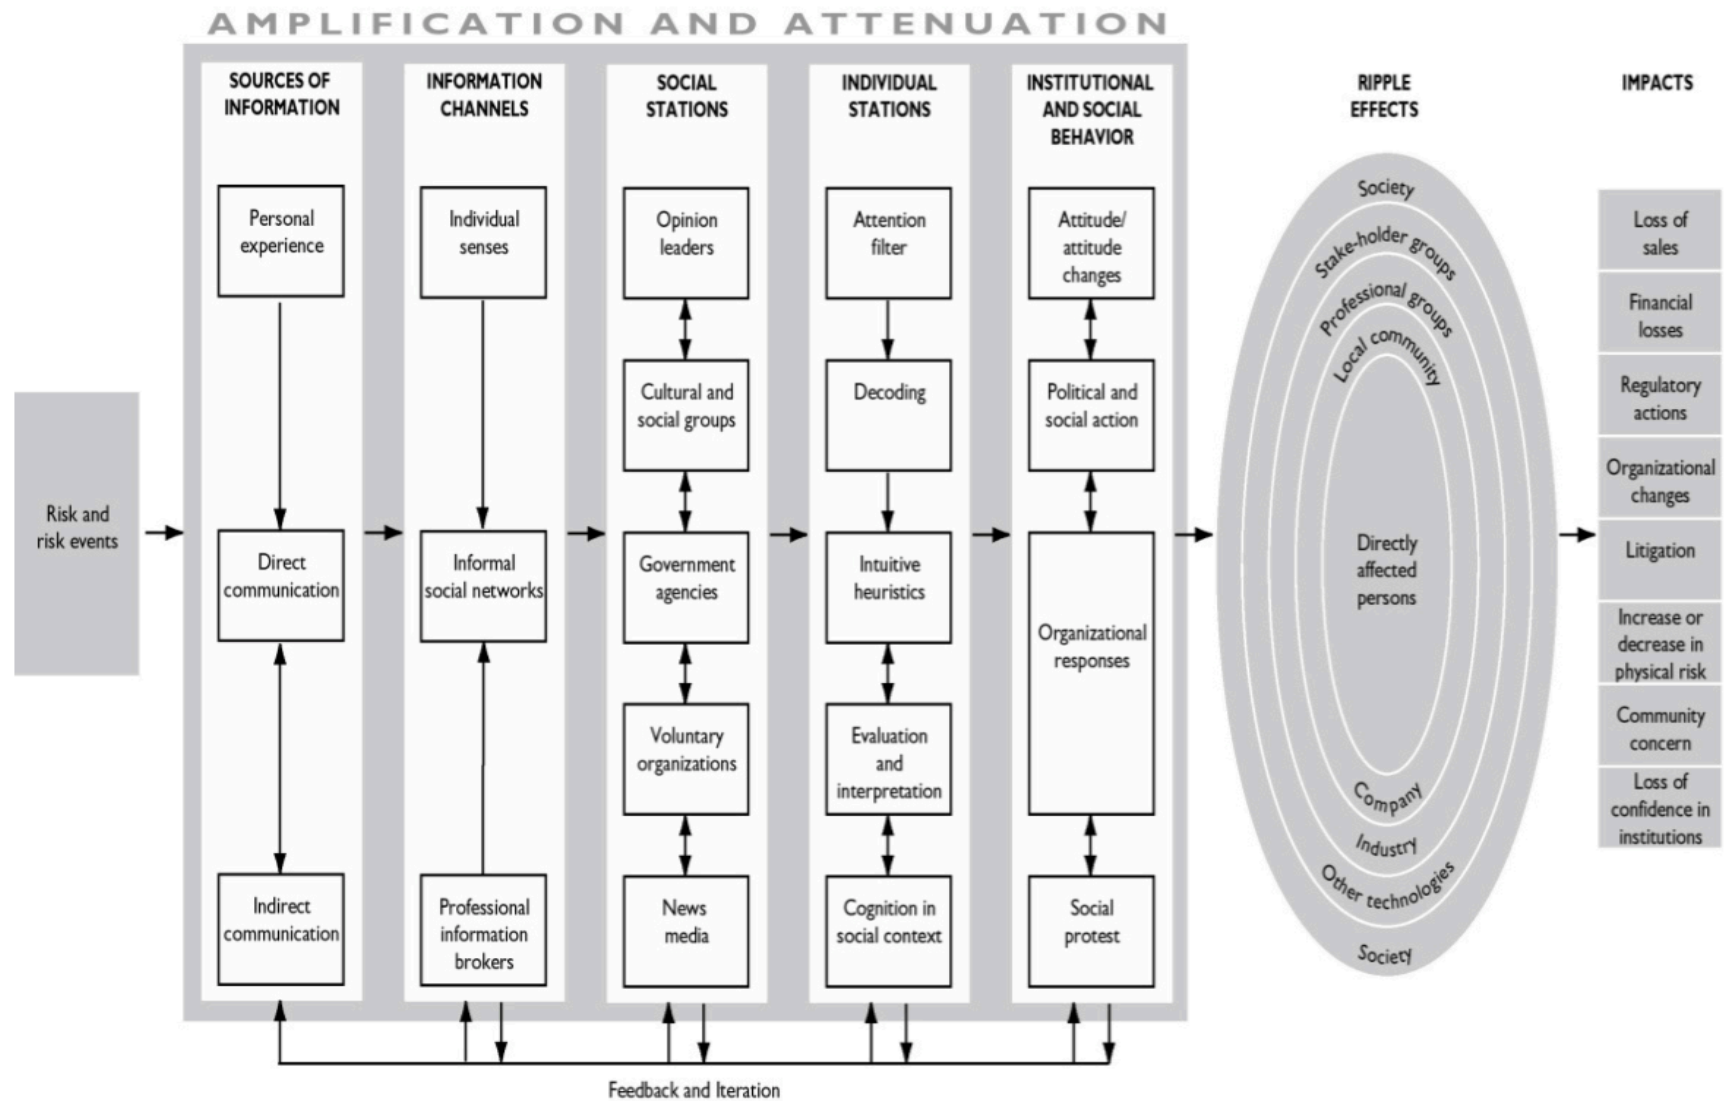 AMPLIFICATION AND ATTENUATION
SOURCES OF
INFORMATION
INFORMATION
CHANNELS
SOCIAL
STATIONS
INDIVIDUAL
STATIONS
INSTITUTIONAL
AND SOCIAL
BEHAVIOR
RIPPLE
EFFECTS
IMPACTS
Risk and
risk events
Personal
experience
Direct
communication
Indirect
communication
Individual
senses
Informal
social networks
Professional
information
brokers
Opinion
leaders
Cultural and
social groups
Government
agencies
Voluntary
organizations
News
media
Attention
filter
Decoding
Intuitive
heuristics
Evaluation
and
interpretation
Cognition in
social context
Attitude/
attitude
changes
Political and
social action
Organizational
responses
Social
protest
Society
Stake-holder groups
Professional groups
Local community
Directly
affected
persons
Company
Industry
Other technologies
Society
Loss of
sales
Financial
losses
Regulatory
actions
Organizational
changes
Litigation
Increase or
decrease in
physical risk
Community
concern
Loss of
confidence in
institutions
Feedback and Iteration